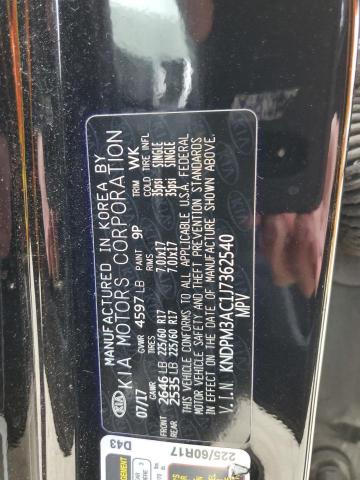 MANUFACTURED IN KOREA BY
KIA KIA MOTORS CORPORATION
07/17 GVWR 4597 LB PAINT 9P TRIM WK
GVWR TIRES RIMS COLD TIRE INFL
FRONT 2646 LB 225/60 R17 7.0Jx17 35psi SINGLE
REAR 2535 LB 225/60 R17 7.0Jx17 35psi SINGLE
THIS VEHICLE CONFORMS TO ALL APPLICABLE U.S.A. FEDERAL
MOTOR VEHICLE SAFETY AND THEFT PREVENTION STANDARDS
IN EFFECT ON THE DATE OF MANUFACTURE SHOWN ABOVE.
V.I.N KNDPM3ACLJ7362540
MPV
D43
225/60R17